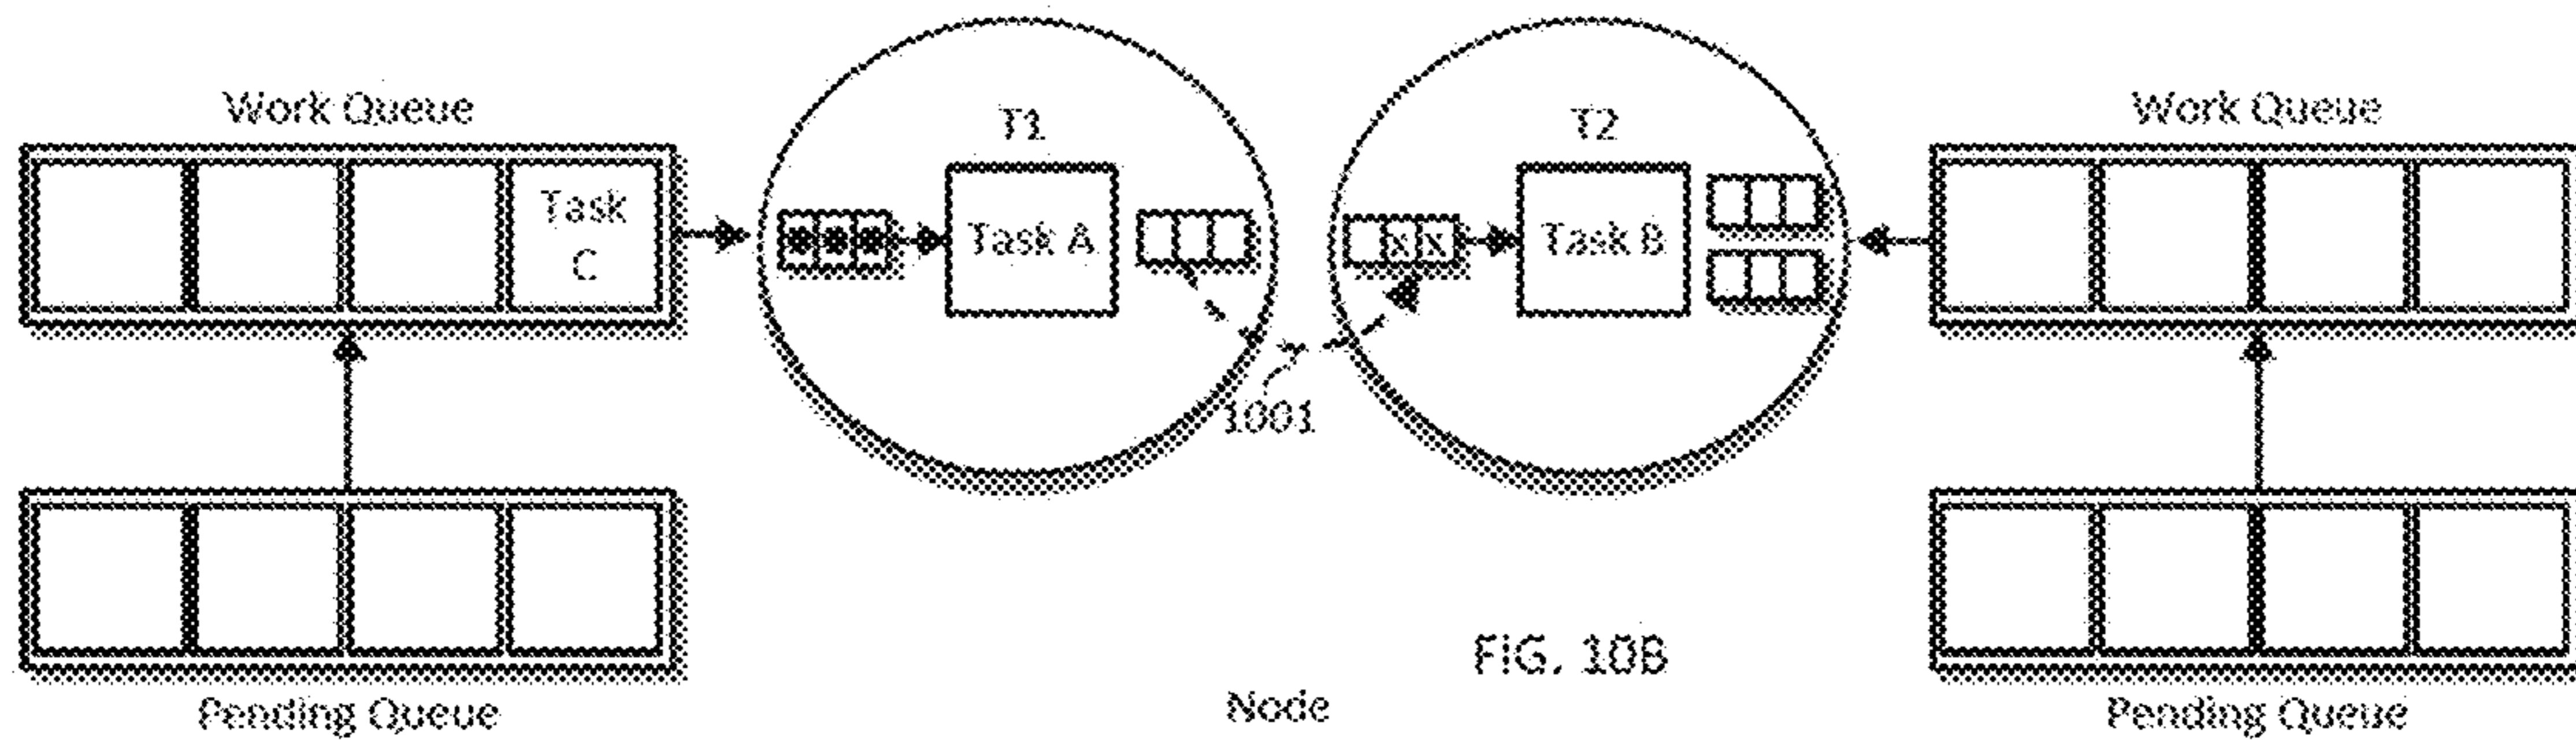 Work Queue
T1
T2
Work Queue
Task
C
Task A
x x
Task B
1001
FIG. 10B
Pending Queue
Node
Pending Queue